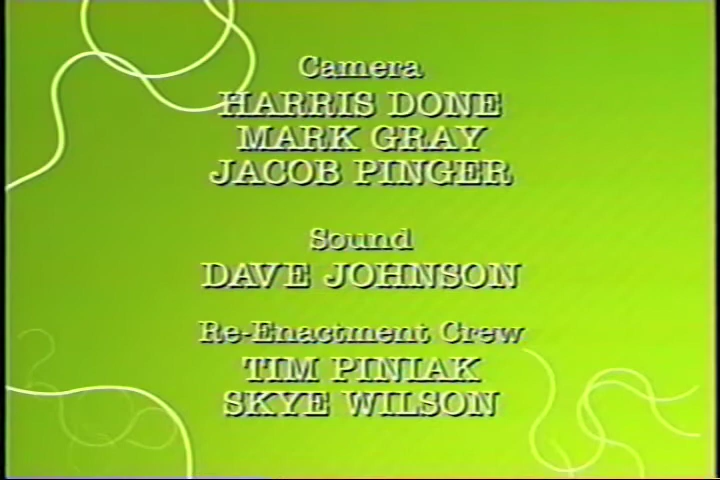 Camera
HARRIS DONE
MARK GRAY
JACOB PINGER
Sound
DAVE JOHNSON
Re-Enactment Crew
TIM PINIAK
SKYE WILSON